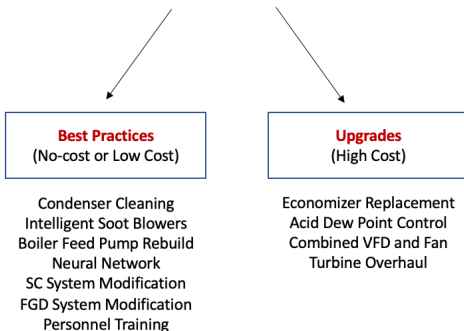 Best Practices
(No-cost or Low Cost)
Condenser Cleaning
Intelligent Soot Blowers
Boiler Feed Pump Rebuild
Neural Network
SC System Modification
FGD System Modification
Personnel Training
Upgrades
(High Cost)
Economizer Replacement
Acid Dew Point Control
Combined VFD and Fan
Turbine Overhaul